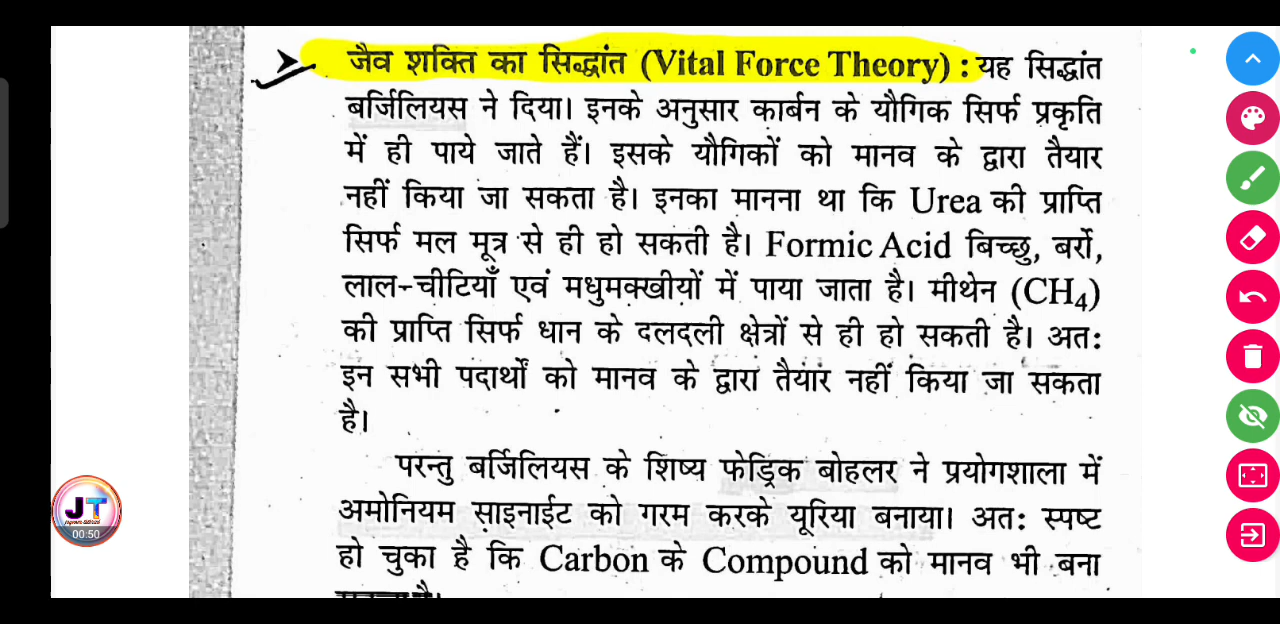 जैव शक्ति का सिद्धांत (Vital Force Theory) : यह सिद्धांत
बर्जिलियस ने दिया। इनके अनुसार कार्बन के यौगिक सिर्फ प्रकृति
में ही पाये जाते हैं। इसके यौगिकों को मानव के द्वारा तैयार
नहीं किया जा सकता है। इनका मानना था कि Urea की प्राप्ति
सिर्फ मल मूत्र से ही हो सकती है। Formic Acid बिच्छु, बर्रो,
लाल-चीटियाँ एवं मधुमक्खीयों में पाया जाता है। मीथेन (CH₄)
की प्राप्ति सिर्फ धान के दलदली क्षेत्रों से ही हो सकती है। अतः
इन सभी पदार्थों को मानव के द्वारा तैयार नहीं किया जा सकता
है।
परन्तु बर्जिलियस के शिष्य फेड्रिक बोहलर ने प्रयोगशाला में
अमोनियम साइनाईट को गरम करके यूरिया बनाया। अतः स्पष्ट
हो चुका है कि Carbon के Compound को मानव भी बना
JT
00:50